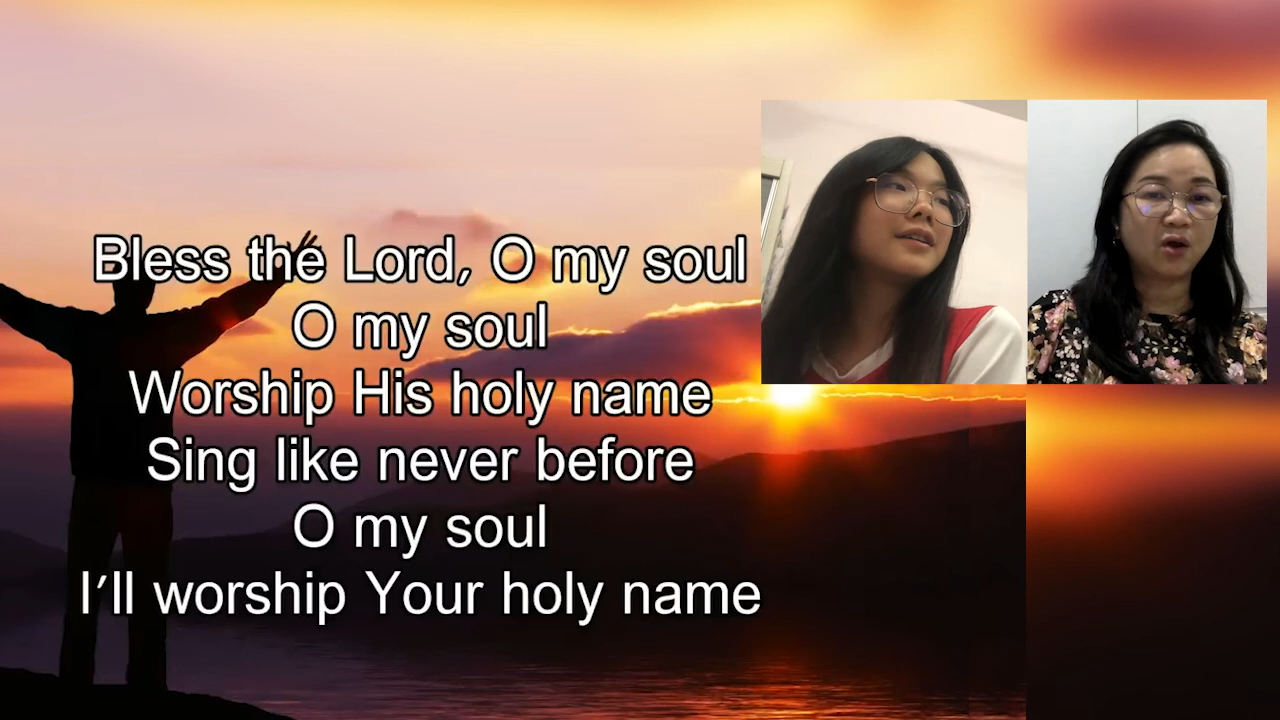 Bless the Lord, O my soul
O my soul
Worship His holy name
Sing like never before
O my soul
I'll worship Your holy name